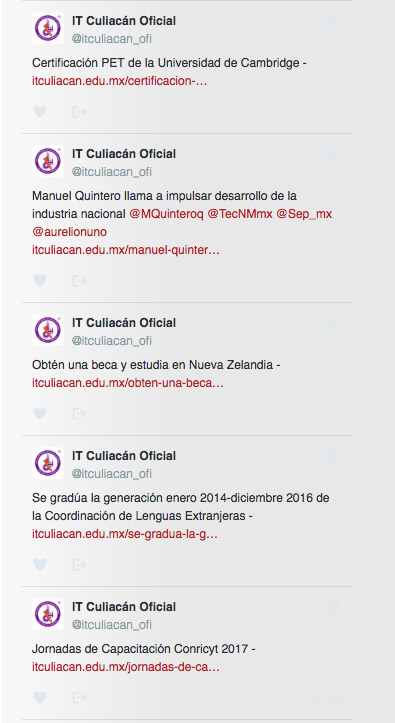 IT Culiacán Oficial
@itculiacan_ofi
Certificación PET de la Universidad de Cambridge -
itculiacan.edu.mx/certificacion-…
IT Culiacán Oficial
@itculiacan_ofi
Manuel Quintero llama a impulsar desarrollo de la
industria nacional @MQuinteroq @TecNMmx @Sep_mx
@aurelionuno
itculiacan.edu.mx/manuel-quinter…
IT Culiacán Oficial
@itculiacan_ofi
Obtén una beca y estudia en Nueva Zelandia -
itculiacan.edu.mx/obten-una-beca…
IT Culiacán Oficial
@itculiacan_ofi
Se gradúa la generación enero 2014-diciembre 2016 de
la Coordinación de Lenguas Extranjeras -
itculiacan.edu.mx/se-gradua-la-g…
IT Culiacán Oficial
@itculiacan_ofi
Jornadas de Capacitación Conricyt 2017 -
itculiacan.edu.mx/jornadas-de-ca…